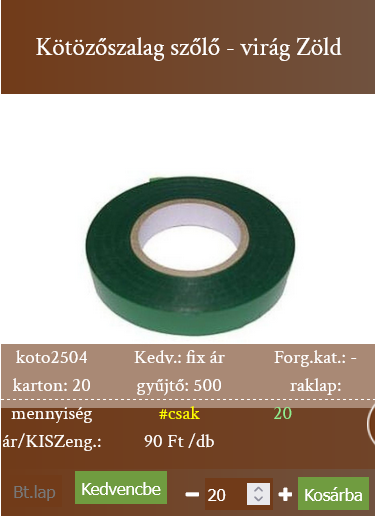 Kötözőszalag szőlő - virág Zöld
koto2504 Kedv.: fix ár Forg.kat.: -
karton: 20 gyűjtő: 500 raklap:
mennyiség #csak 20
ár/KISZeng.: 90 Ft /db
Bt.lap Kedvencbe − 20 + Kosárba